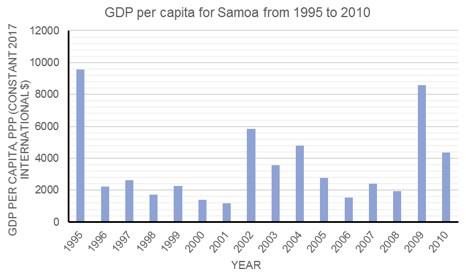 GDP per capita for Samoa from 1995 to 2010
GDP PER CAPITA, PPP (CONSTANT 2017
INTERNATIONAL$)
12000
10000
8000
6000
4000
2000
0
1995 1996 1997 1998 1999 2000 2001 2002 2003 2004 2005 2006 2007 2008 2009 2010
YEAR